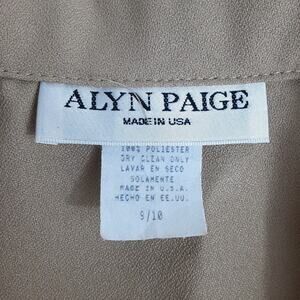 ALYN PAIGE
MADE IN USA
100% POLIESTER
DRY CLEAN ONLY
LAVAR EN SECO
SOLAMENTE
MADE IN U.S.A.
HECHO EN EE.UU.
9/10